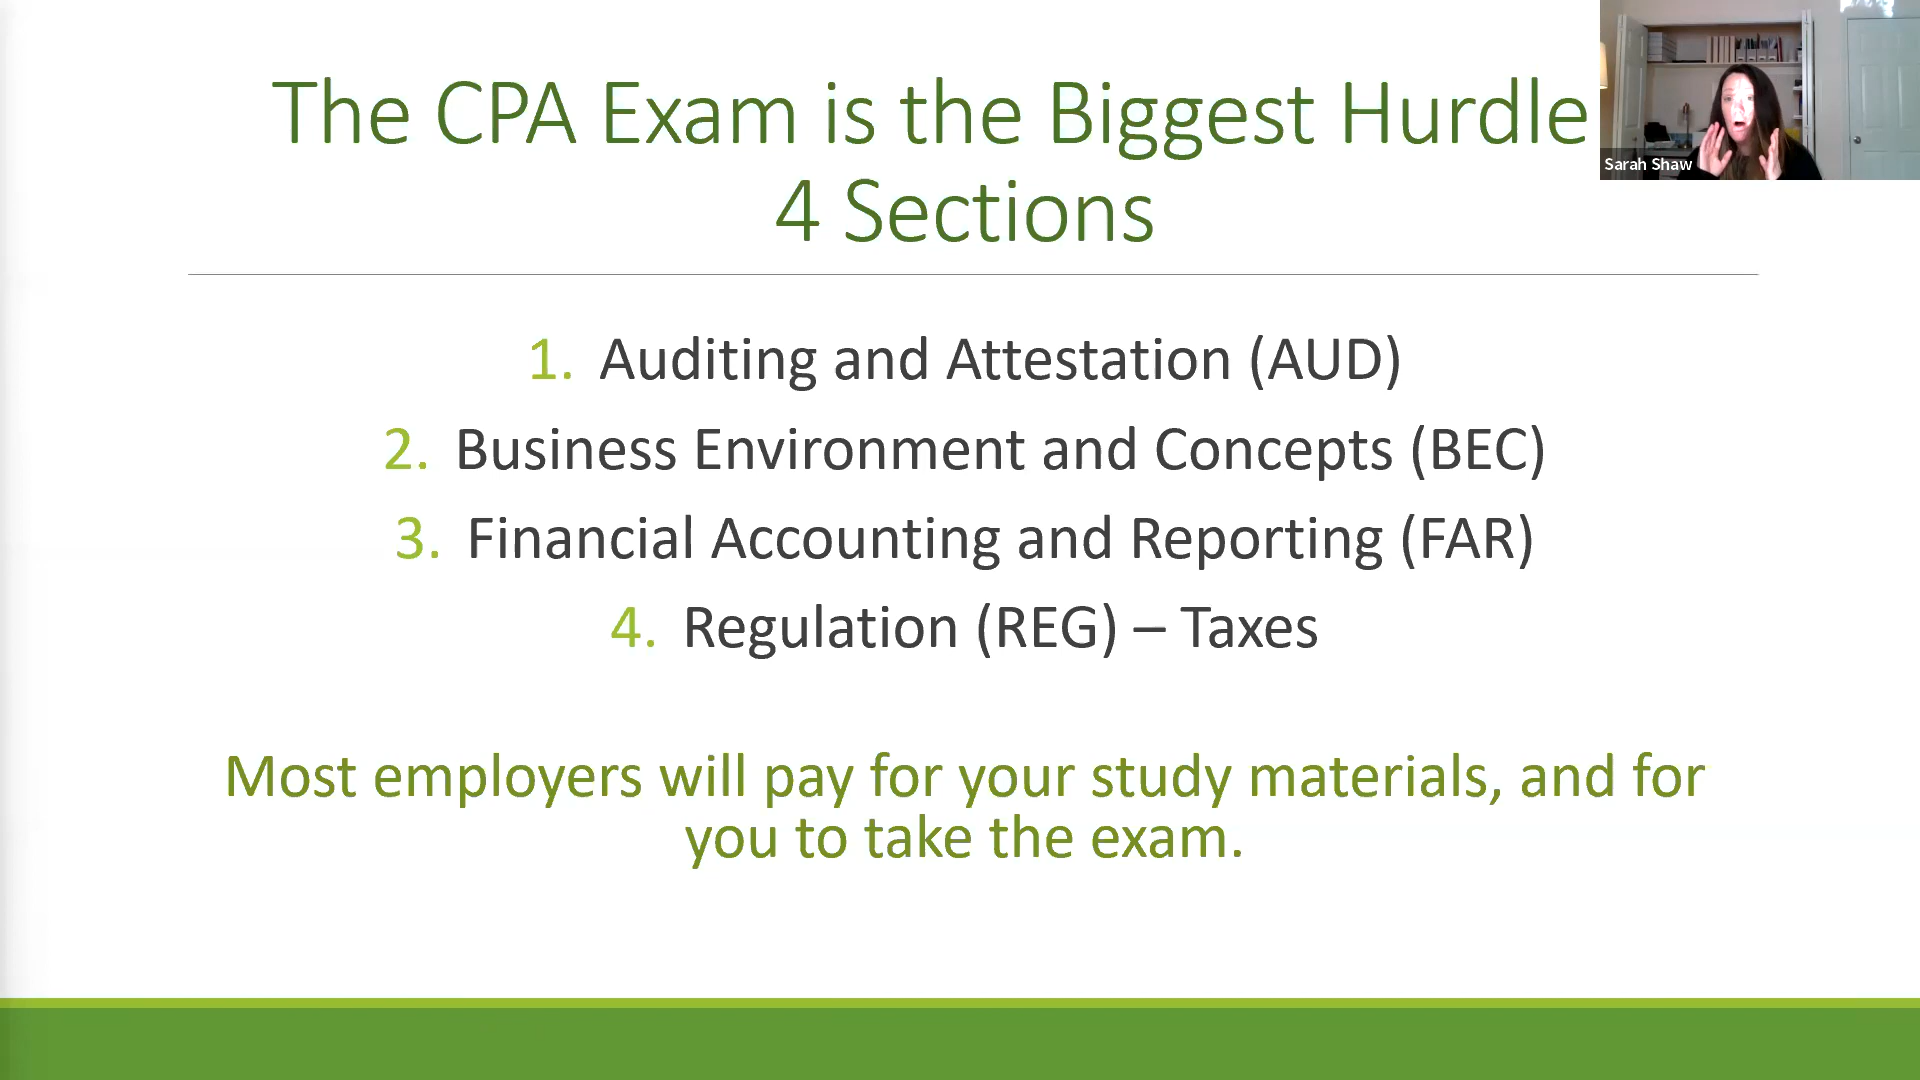 The CPA Exam is the Biggest Hurdle
4 Sections
Sarah Shaw
1. Auditing and Attestation (AUD)
2. Business Environment and Concepts (BEC)
3. Financial Accounting and Reporting (FAR)
4. Regulation (REG) – Taxes
Most employers will pay for your study materials, and for
you to take the exam.